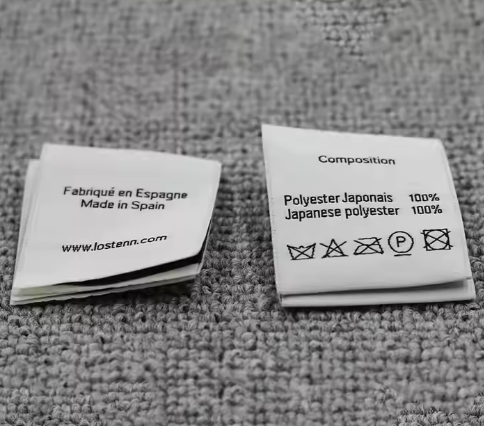 Fabriqué en Espagne
Made in Spain
www.lostenn.com
Composition
Polyester Japonais 100%
Japanese polyester 100%
P